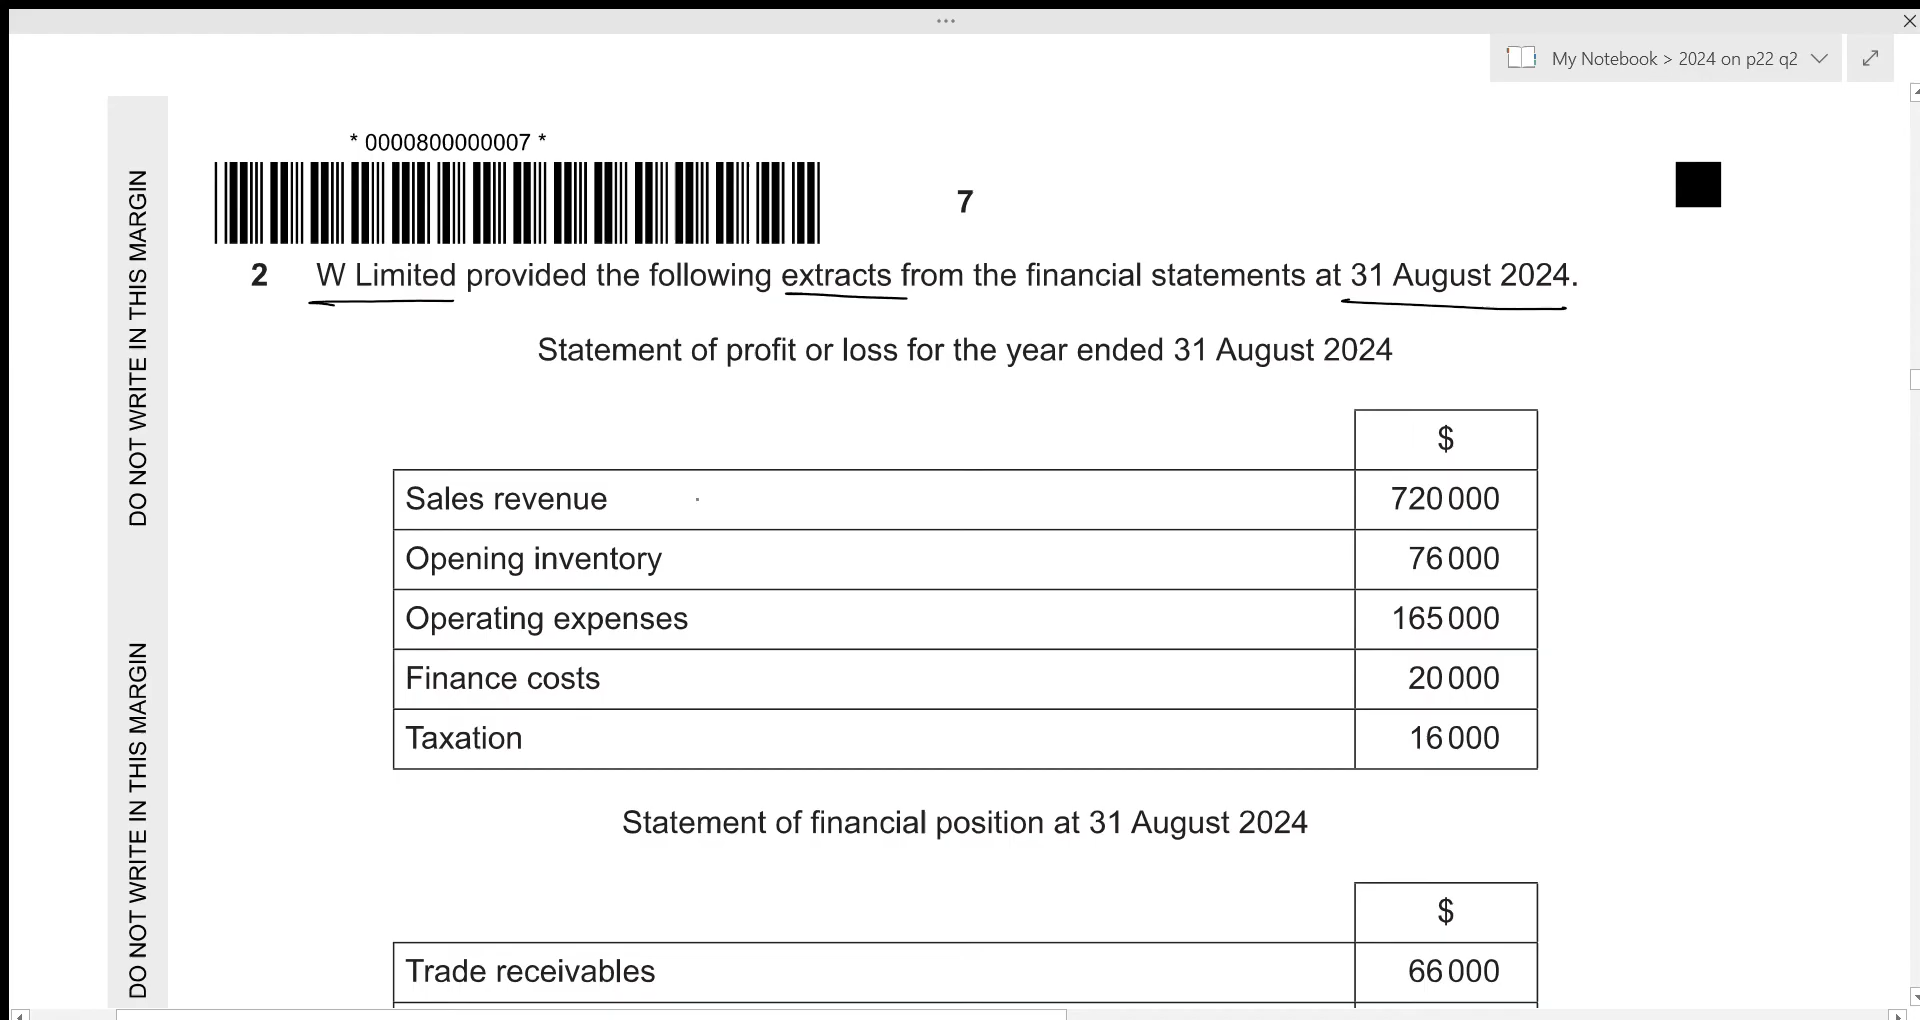 My Notebook > 2024 on p22 q2
* 0000800000007 *
7
DO NOT WRITE IN THIS MARGIN
DO NOT WRITE IN THIS MARGIN
2 W Limited provided the following extracts from the financial statements at 31 August 2024.
Statement of profit or loss for the year ended 31 August 2024
$
Sales revenue 720 000
Opening inventory 76 000
Operating expenses 165 000
Finance costs 20 000
Taxation 16 000
Statement of financial position at 31 August 2024
$
Trade receivables 66 000